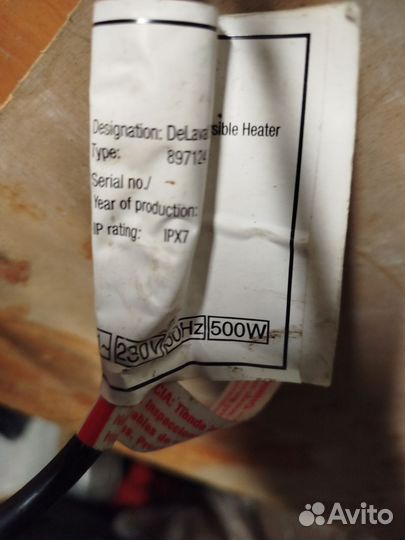 Designation: DeLava sible Heater
Type: 897124
Serial no./
Year of production:
IP rating: IPX7
230V 50Hz 500W
Avito